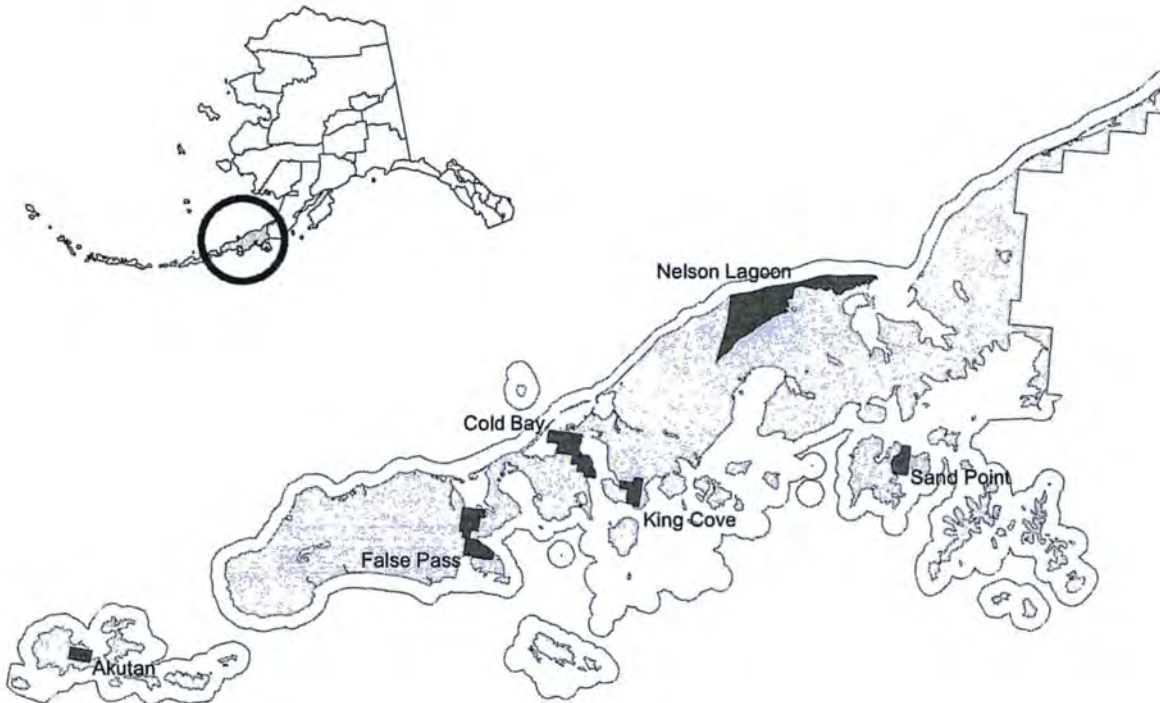 Nelson Lagoon
Cold Bay
Sand Point
King Cove
False Pass
Akutan